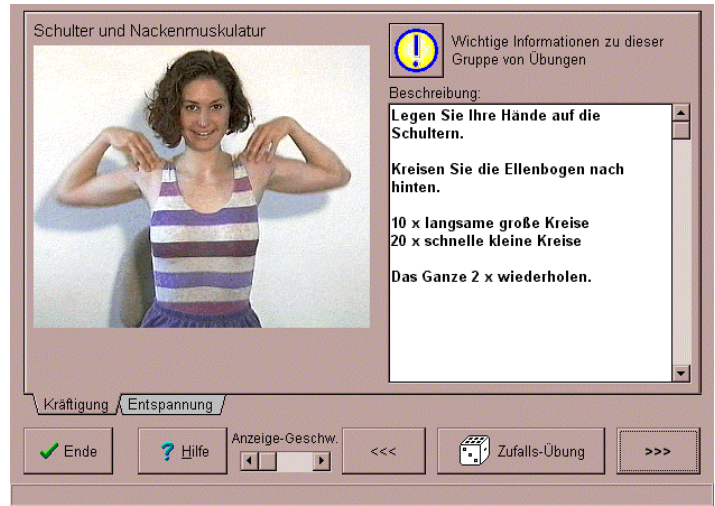 Schulter und Nackenmuskulatur
Wichtige Informationen zu dieser
Gruppe von Übungen
Beschreibung:
Legen Sie Ihre Hände auf die
Schultern.
Kreisen Sie die Ellenbogen nach
hinten.
10 x langsame große Kreise
20 x schnelle kleine Kreise
Das Ganze 2 x wiederholen.
Kräftigung Entspannung
Ende
Hilfe
Anzeige-Geschw.
<<<
Zufalls-Übung
>>>